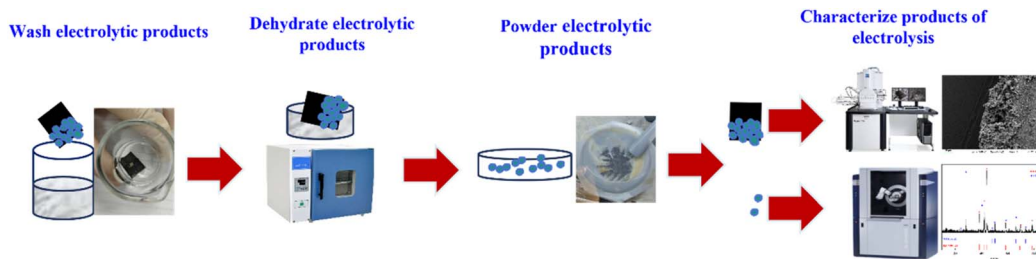 Wash electrolytic products
Dehydrate electrolytic
products
Powder electrolytic
products
Characterize products of
electrolysis